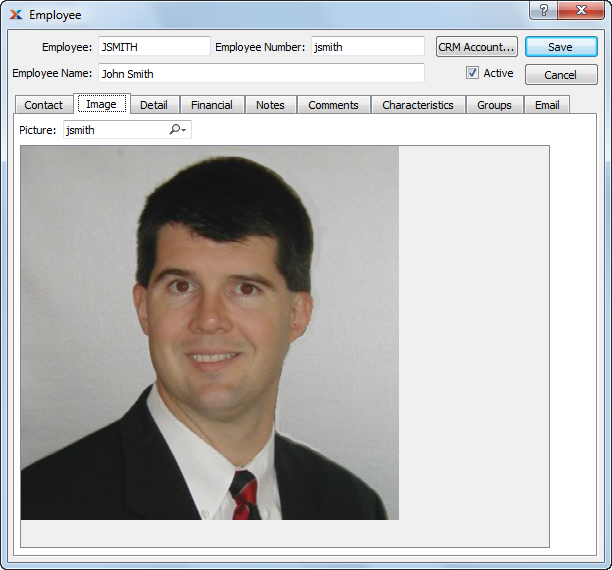 Employee
Employee: JSMITH Employee Number: jsmith CRM Account... Save
Employee Name: John Smith Active Cancel
Contact Image Detail Financial Notes Comments Characteristics Groups Email
Picture: jsmith